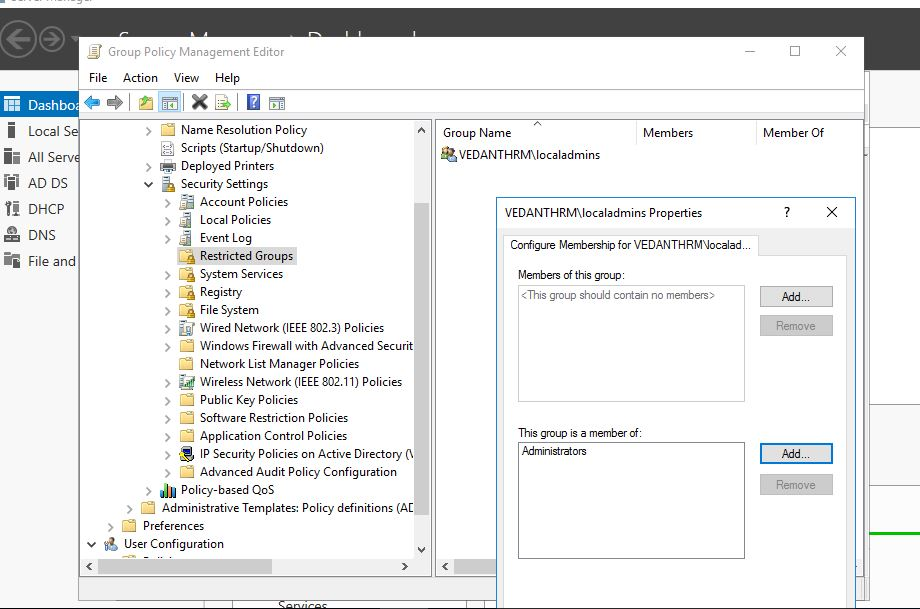 Group Policy Management Editor
File Action View Help
Dashboa
Local Se
All Serve
AD DS
DHCP
DNS
File and
Name Resolution Policy
Scripts (Startup/Shutdown)
Deployed Printers
Security Settings
Account Policies
Local Policies
Event Log
Restricted Groups
System Services
Registry
File System
Wired Network (IEEE 802.3) Policies
Windows Firewall with Advanced Securit
Network List Manager Policies
Wireless Network (IEEE 802.11) Policies
Public Key Policies
Software Restriction Policies
Application Control Policies
IP Security Policies on Active Directory (V
Advanced Audit Policy Configuration
Policy-based QoS
Administrative Templates: Policy definitions (AD
Preferences
User Configuration
Group Name Members Member Of
VEDANTHRM\localadmins
VEDANTHRM\localadmins Properties ?
Configure Membership for VEDANTHRM\localad...
Members of this group:
<This group should contain no members>
Add...
Remove
This group is a member of:
Administrators
Add...
Remove
Services